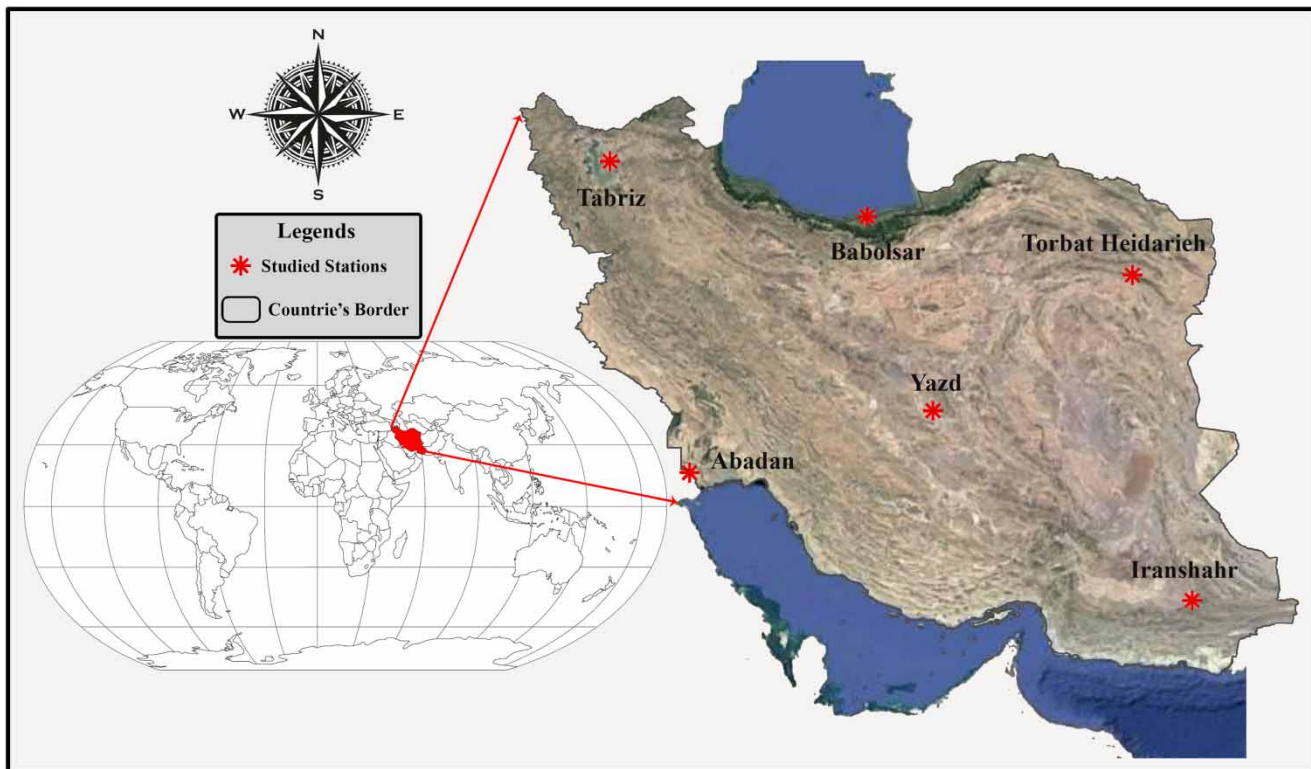 N
W
E
S
Legends
Studied Stations
Countrie's Border
Tabriz
Babolsar
Torbat Heidarieh
Yazd
Abadan
Iranshahr